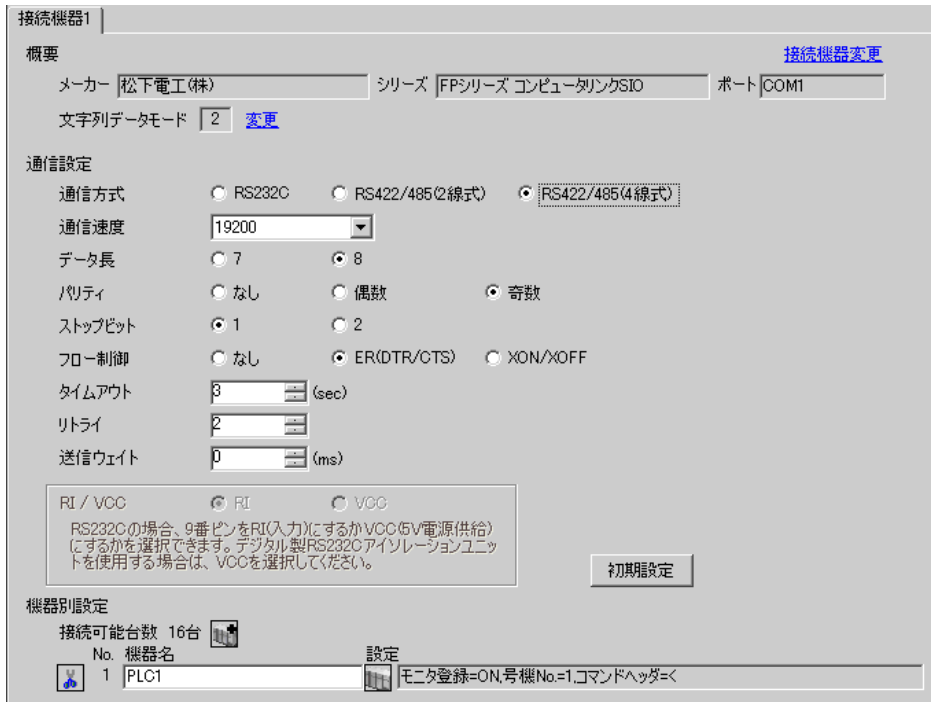 接続機器1
概要 接続機器変更
メーカー 松下電工(株) シリーズ FPシリーズ コンピュータリンクSIO ポート COM1
文字列データモード 2 変更
通信設定
通信方式 RS232C RS422/485(2線式) RS422/485(4線式)
通信速度 19200
データ長 7 8
パリティ なし 偶数 奇数
ストップビット 1 2
フロー制御 なし ER(DTR/CTS) XON/XOFF
タイムアウト 3 (sec)
リトライ 2
送信ウェイト 0 (ms)
RI / VCC RI VCC
RS232Cの場合、9番ピンをRI(入力)にするかVCC(5V電源供給)
にするかを選択できます。デジタル製RS232Cアイソレーションユニッ
トを使用する場合は、VCCを選択してください。
初期設定
機器別設定
接続可能台数 16台
No. 機器名 設定
1 PLC1 モニタ登録=ON,号機No.=1,コマンドヘッダ=<